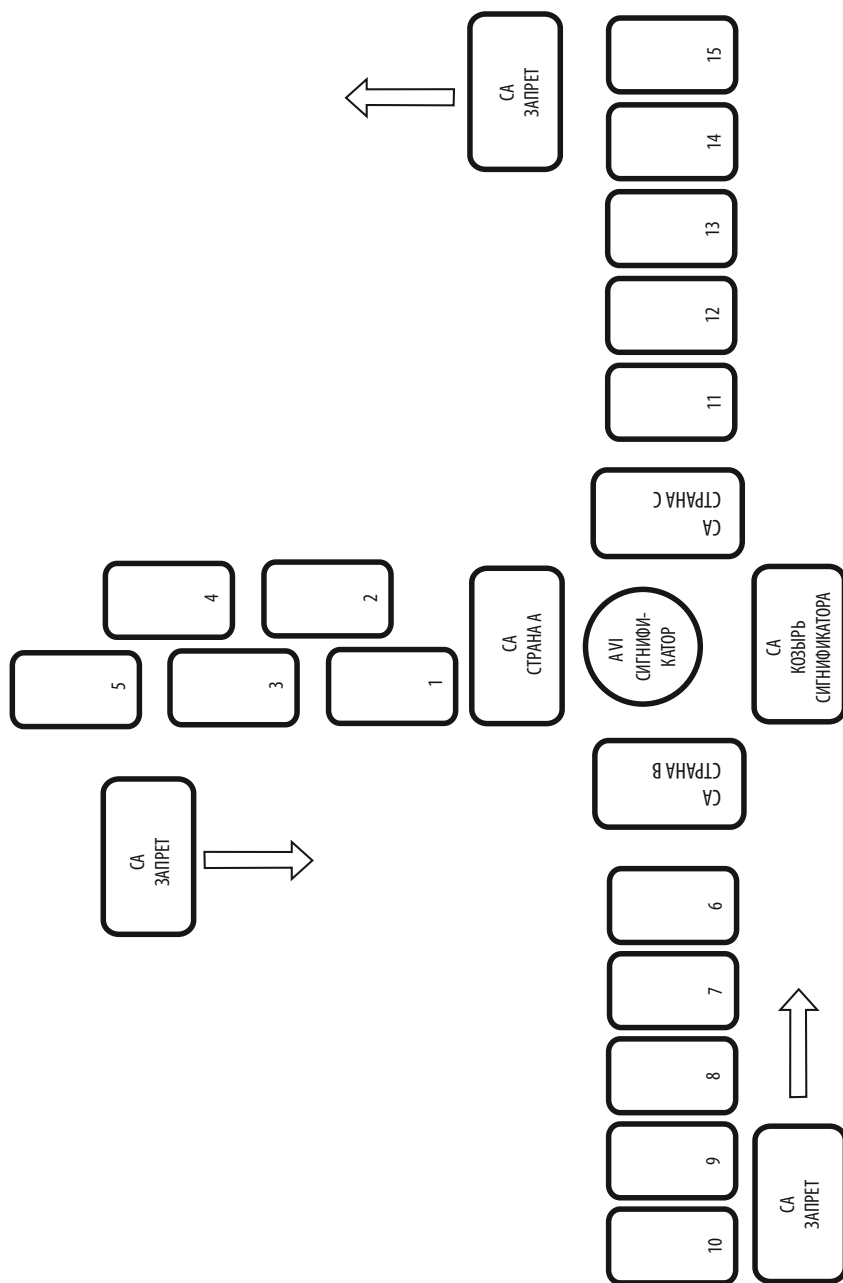 5
СА
ЗАПРЕТ
4
3
2
1
СА
СТРАНА А
СА
ЗАПРЕТ
А VI
СИГНИФИ-
КАТОР
СА
СТРАНА В
СА
СТРАНА С
10
9
8
7
6
11
12
13
14
15
СА
ЗАПРЕТ
СА
КОЗЫРЬ
СИГНИФИКАТОРА